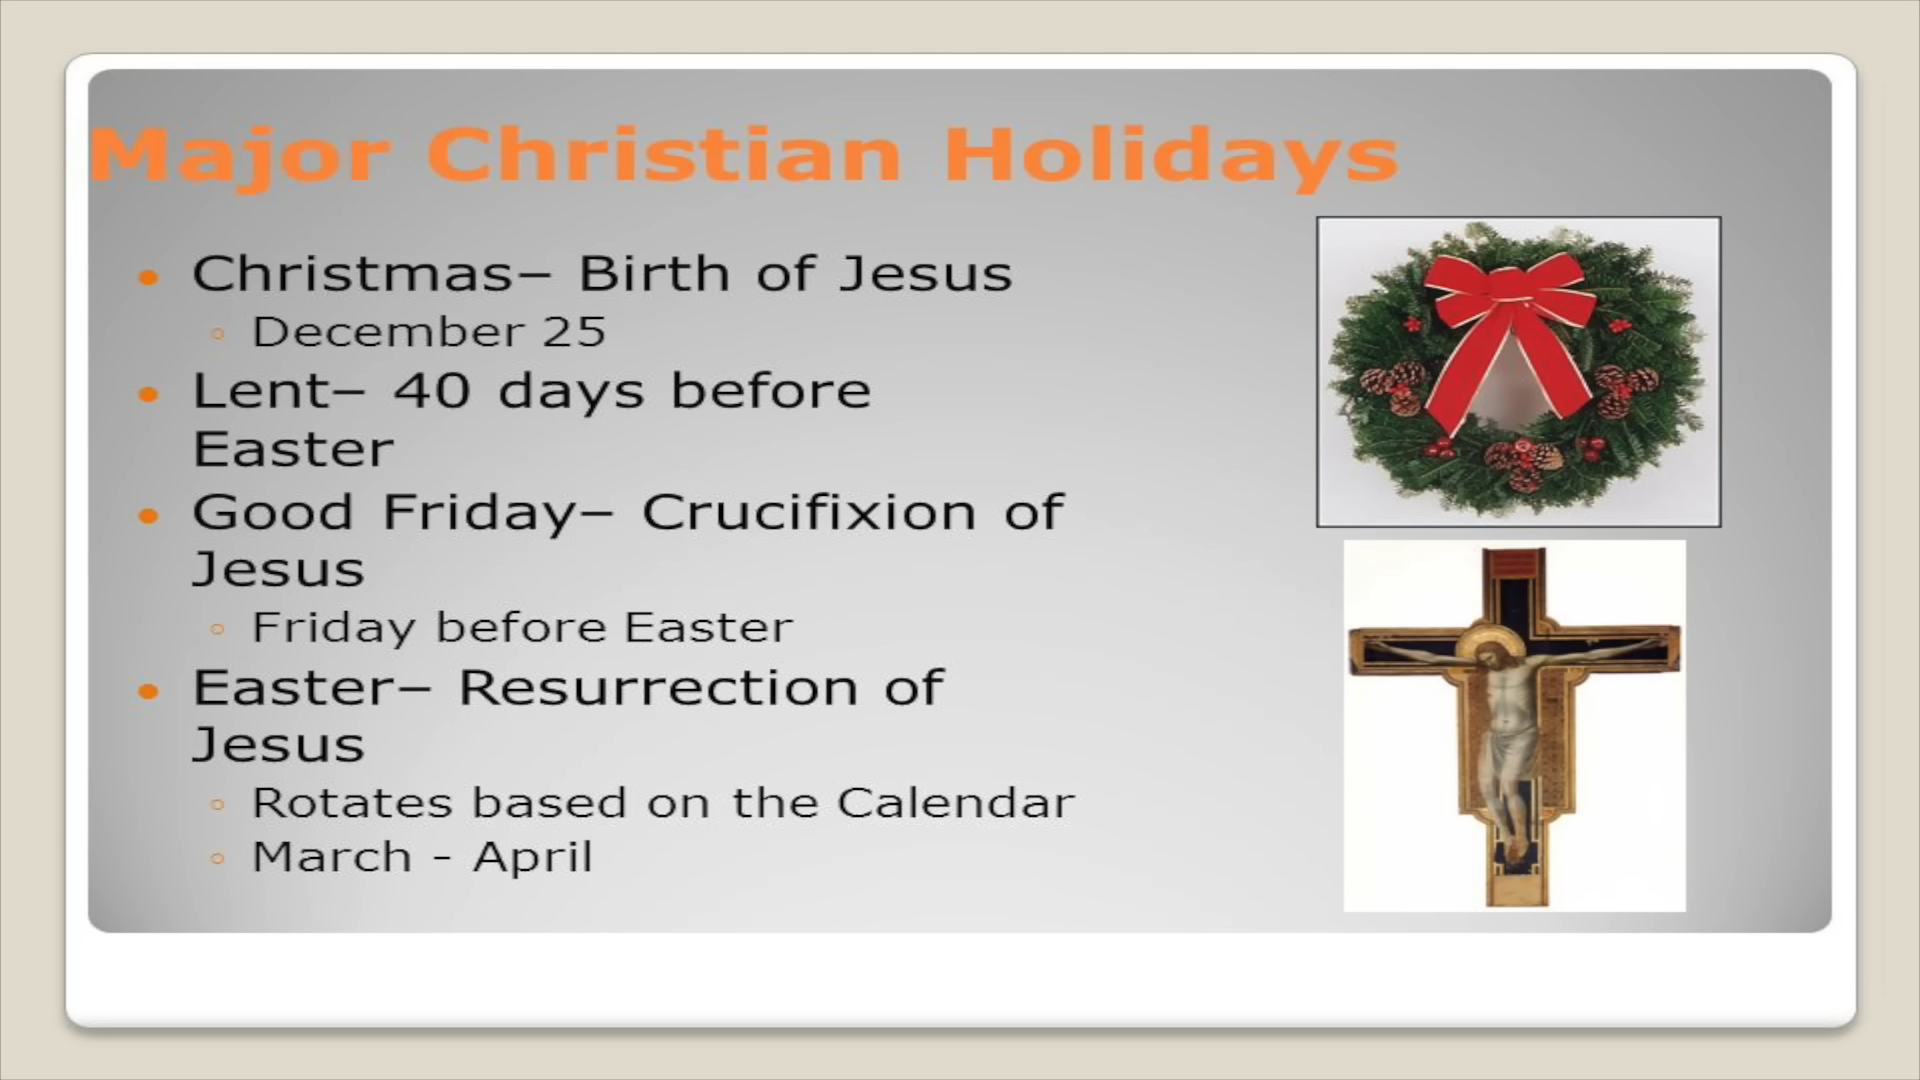 Major Christian Holidays
Christmas– Birth of Jesus
December 25
Lent– 40 days before
Easter
Good Friday– Crucifixion of
Jesus
Friday before Easter
Easter– Resurrection of
Jesus
Rotates based on the Calendar
March - April